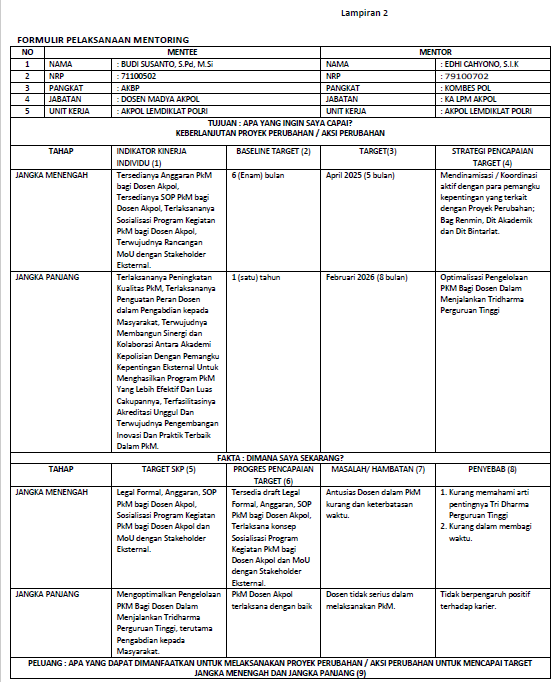 Lampiran 2
FORMULIR PELAKSANAAN MENTORING
NO MENTEE MENTOR
1 NAMA : BUDI SUSANTO, S.Pd, M.Si NAMA : EDHI CAHYONO, S.I.K
2 NRP : 71100502 NRP : 79100702
3 PANGKAT : AKBP PANGKAT : KOMBES POL
4 JABATAN : DOSEN MADYA AKPOL JABATAN : KA LPM AKPOL
5 UNIT KERJA : AKPOL LEMDIKLAT POLRI UNIT KERJA : AKPOL LEMDIKLAT POLRI
TUJUAN : APA YANG INGIN SAYA CAPAI?
KEBERLANJUTAN PROYEK PERUBAHAN / AKSI PERUBAHAN
TAHAP
INDIKATOR KINERJA
INDIVIDU (1)
BASELINE TARGET (2)
TARGET(3)
STRATEGI PENCAPAIAN
TARGET (4)
JANGKA MENENGAH
Tersedianya Anggaran PkM
bagi Dosen Akpol,
Tersedianya SOP PkM bagi
Dosen Akpol, Terlaksananya
Sosialisasi Program Kegiatan
PkM bagi Dosen Akpol,
Terwujudnya Rancangan
MoU dengan Stakeholder
Eksternal.
6 (Enam) bulan
April 2025 (5 bulan)
Mendinamisasi / Koordinasi
aktif dengan para pemangku
kepentingan yang terkait
dengan Proyek Perubahan;
Bag Renmin, Dit Akademik
dan Dit Bintarlat.
JANGKA PANJANG
Terlaksananya Peningkatan
Kualitas PkM, Terlaksananya
Penguatan Peran Dosen
dalam Pengabdian kepada
Masyarakat, Terwujudnya
Membangun Sinergi dan
Kolaborasi Antara Akademi
Kepolisian Dengan Pemangku
Kepentingan Eksternal Untuk
Menghasilkan Program PkM
Yang Lebih Efektif Dan Luas
Cakupannya, Terfasilitasinya
Akreditasi Unggul Dan
Terwujudnya Pengembangan
Inovasi Dan Praktik Terbaik
Dalam PkM.
1 (satu) tahun
Februari 2026 (8 bulan)
Optimalisasi Pengelolaan
PKM Bagi Dosen Dalam
Menjalankan Tridharma
Perguruan Tinggi
FAKTA : DIMANA SAYA SEKARANG?
TAHAP
TARGET SKP (5)
PROGRES PENCAPAIAN
TARGET (6)
MASALAH/ HAMBATAN (7)
PENYEBAB (8)
JANGKA MENENGAH
Legal Formal, Anggaran, SOP
PkM bagi Dosen Akpol,
Sosialisasi Program Kegiatan
PkM bagi Dosen Akpol dan
MoU dengan Stakeholder
Eksternal.
Tersedia draft Legal
Formal, Anggaran, SOP
PkM bagi Dosen Akpol,
Terlaksana konsep
Sosialisasi Program
Kegiatan PkM bagi
Dosen Akpol dan MoU
dengan Stakeholder
Eksternal.
Antusias Dosen dalam PkM
kurang dan keterbatasan
waktu.
1. Kurang memahami arti
pentingnya Tri Dharma
Perguruan Tinggi
2. Kurang dalam membagi
waktu.
JANGKA PANJANG
Mengoptimalkan Pengelolaan
PKM Bagi Dosen Dalam
Menjalankan Tridharma
Perguruan Tinggi, terutama
Pengabdian kepada
Masyarakat.
PkM Dosen Akpol
terlaksana dengan baik
Dosen tidak serius dalam
melaksanakan PkM.
Tidak berpengaruh positif
terhadap karier.
PELUANG : APA YANG DAPAT DIMANFAATKAN UNTUK MELAKSANAKAN PROYEK PERUBAHAN / AKSI PERUBAHAN UNTUK MENCAPAI TARGET
JANGKA MENENGAH DAN JANGKA PANJANG (9)